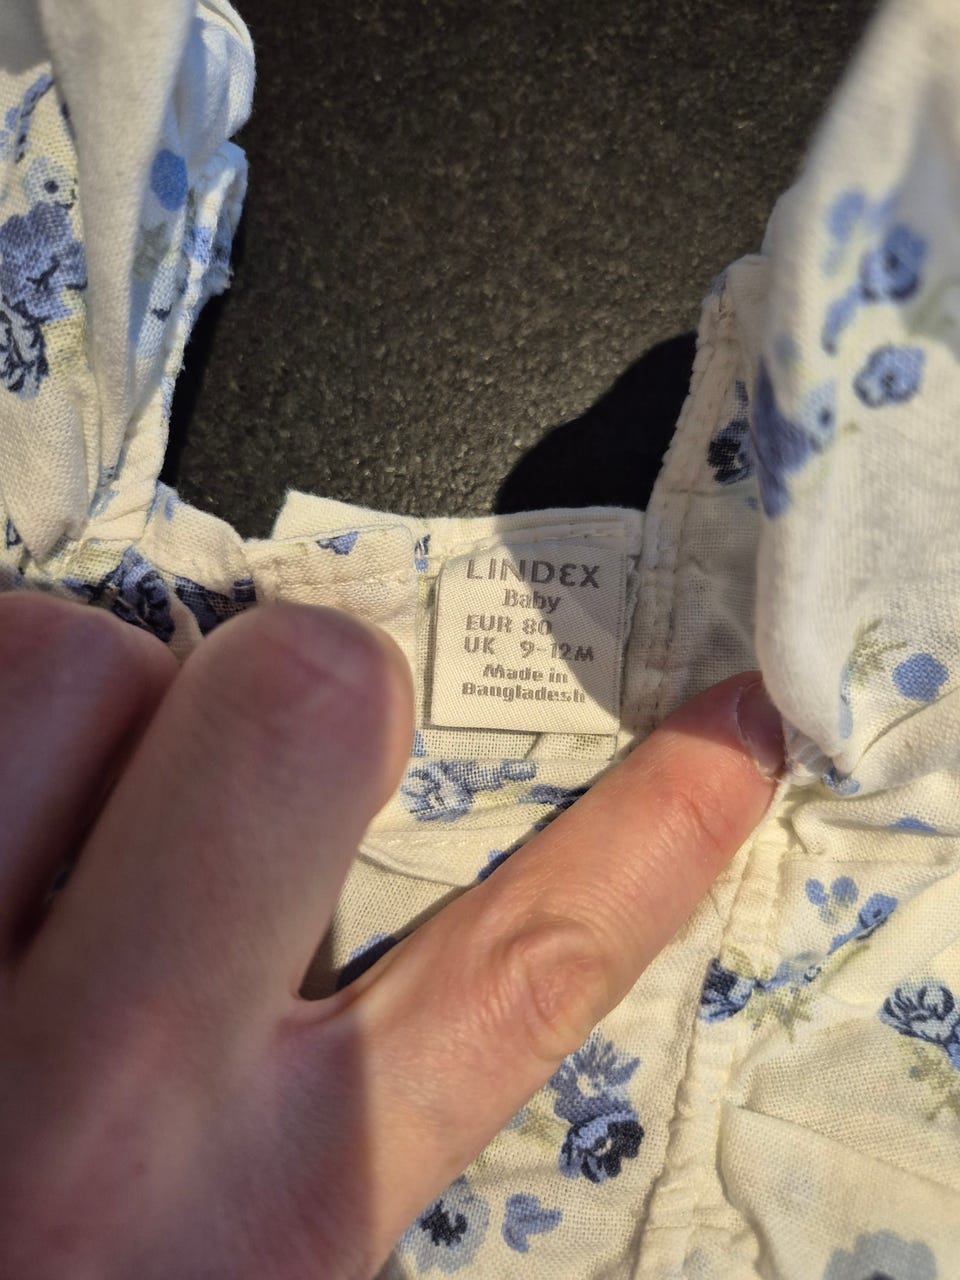 LINDEX
Baby
EUR 80
UK 9-12M
Made in
Bangladesh